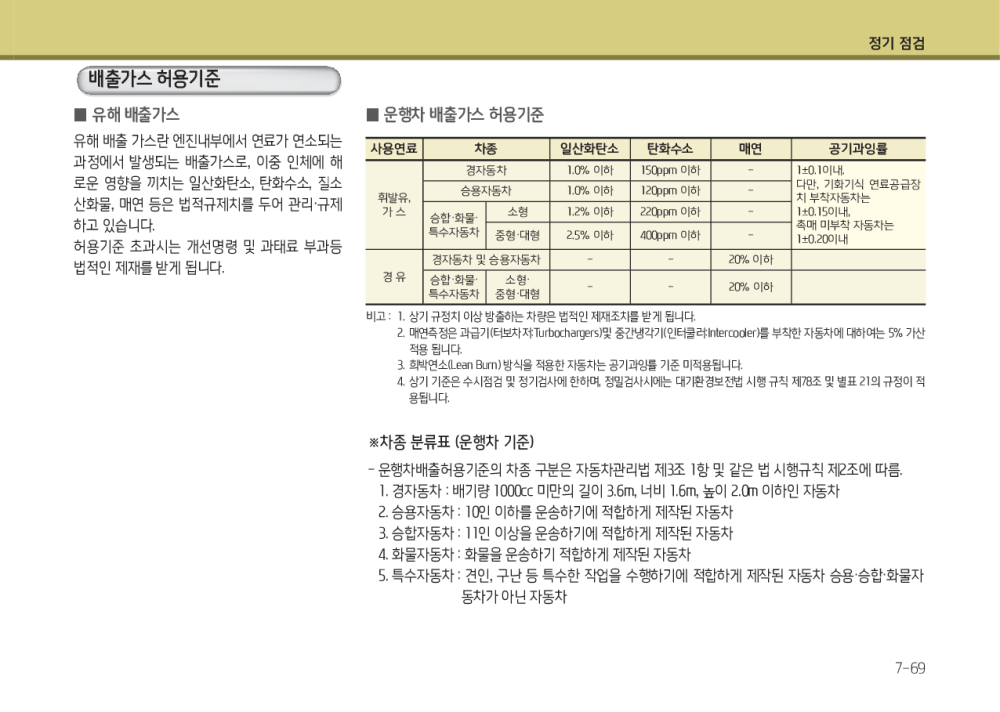 정기 점검
배출가스 허용기준
■ 유해 배출가스
유해 배출 가스란 엔진내부에서 연료가 연소되는
과정에서 발생되는 배출가스로, 이중 인체에 해
로운 영향을 끼치는 일산화탄소, 탄화수소, 질소
산화물, 매연 등은 법적규제치를 두어 관리·규제
하고 있습니다.
허용기준 초과시는 개선명령 및 과태료 부과등
법적인 제재를 받게 됩니다.
■ 운행차 배출가스 허용기준
사용연료 차종 일산화탄소 탄화수소 매연 공기과잉률
휘발유,
가 스
경자동차 1.0% 이하 150ppm 이하 -
승용자동차 1.0% 이하 120ppm 이하 -
승합·화물·
특수자동차
소형 1.2% 이하 220ppm 이하 -
중형·대형 2.5% 이하 400ppm 이하 -
1±0.1이내,
다만, 기화기식 연료공급장
치 부착자동차는
1±0.15이내,
촉매 미부착 자동차는
1±0.20이내
경 유
경자동차 및 승용자동차 - - 20% 이하
승합·화물·
특수자동차
소형·
중형·대형
- - 20% 이하
비고 : 1. 상기 규정치 이상 방출하는 차량은 법적인 제재조치를 받게 됩니다.
2. 매연측정은 과급기(터보차저:Turbochargers)및 중간냉각기(인터쿨러:Intercooler)를 부착한 자동차에 대하여는 5% 가산
적용 됩니다.
3. 희박연소(Lean Burn) 방식을 적용한 자동차는 공기과잉률 기준 미적용됩니다.
4. 상기 기준은 수시점검 및 정기검사에 한하며, 정밀검사시에는 대기환경보전법 시행 규칙 제78조 및 별표 21의 규정이 적
용됩니다.
※차종 분류표 (운행차 기준)
- 운행차배출허용기준의 차종 구분은 자동차관리법 제3조 1항 및 같은 법 시행규칙 제2조에 따름.
1. 경자동차 : 배기량 1000cc 미만의 길이 3.6m, 너비 1.6m, 높이 2.0m 이하인 자동차
2. 승용자동차 : 10인 이하를 운송하기에 적합하게 제작된 자동차
3. 승합자동차 : 11인 이상을 운송하기에 적합하게 제작된 자동차
4. 화물자동차 : 화물을 운송하기 적합하게 제작된 자동차
5. 특수자동차 : 견인, 구난 등 특수한 작업을 수행하기에 적합하게 제작된 자동차 승용·승합·화물자
동차가 아닌 자동차
7-69